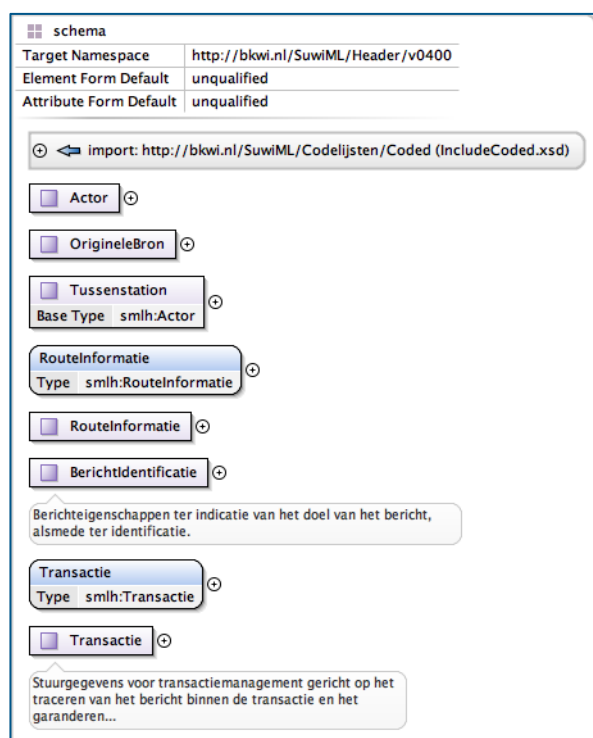 schema
Target Namespace http://bkwi.nl/SuwiML/Header/v0400
Element Form Default unqualified
Attribute Form Default unqualified
import: http://bkwi.nl/SuwiML/Codelijsten/Coded (IncludeCoded.xsd)
Actor
OrigineleBron
Tussenstation
Base Type smlh:Actor
RouteInformatie
Type smlh:RouteInformatie
RouteInformatie
BerichtIdentificatie
Berichteigenschappen ter indicatie van het doel van het bericht,
alsmede ter identificatie.
Transactie
Type smlh:Transactie
Transactie
Stuurgegevens voor transactiemanagement gericht op het
traceren van het bericht binnen de transactie en het
garanderen...